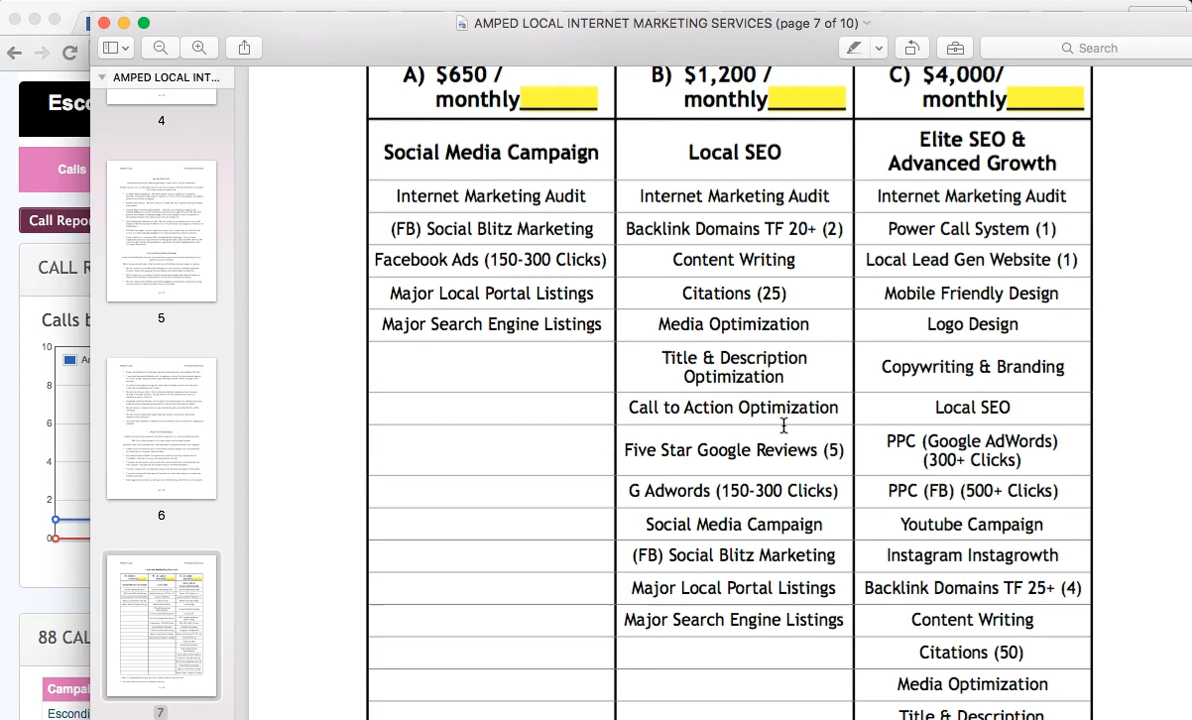 AMPED LOCAL INTERNET MARKETING SERVICES (page 7 of 10)
Search
AMPED LOCAL INT...
4
5
6
7
Calls
Call Repor
CALL R
Calls b
10
8
6
4
2
0
88 CAL
Campai
Escondi
A) $650 /
monthly
B) $1,200 /
monthly
C) $4,000/
monthly
Social Media Campaign
Local SEO
Elite SEO &
Advanced Growth
Internet Marketing Audit
Internet Marketing Audit
Internet Marketing Audit
(FB) Social Blitz Marketing
Backlink Domains TF 20+ (2)
Power Call System (1)
Facebook Ads (150-300 Clicks)
Content Writing
Local Lead Gen Website (1)
Major Local Portal Listings
Citations (25)
Mobile Friendly Design
Major Search Engine Listings
Media Optimization
Logo Design
Title & Description
Optimization
Copywriting & Branding
Call to Action Optimization
Local SEO
Five Star Google Reviews (5)
PPC (Google AdWords)
(300+ Clicks)
G Adwords (150-300 Clicks)
PPC (FB) (500+ Clicks)
Social Media Campaign
Youtube Campaign
(FB) Social Blitz Marketing
Instagram Instagrowth
Major Local Portal Listings
Backlink Domains TF 25+ (4)
Major Search Engine Listings
Content Writing
Citations (50)
Media Optimization
Title & Description